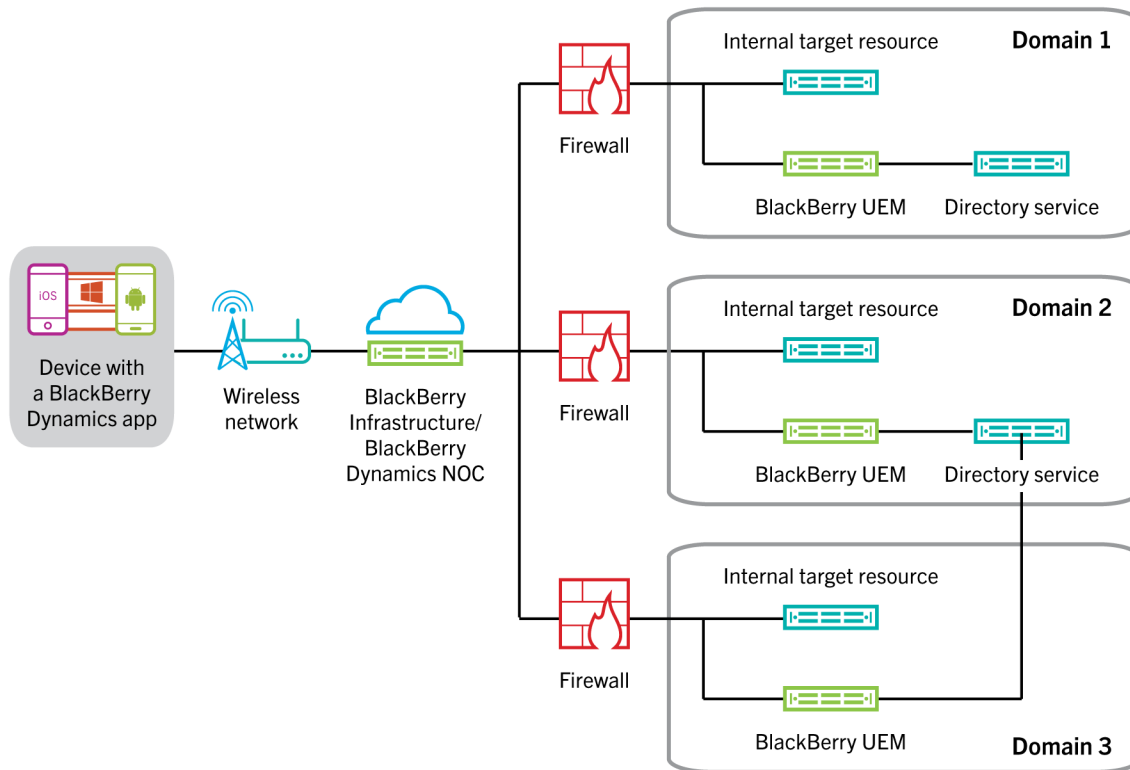 Internal target resource
Domain 1
Firewall
BlackBerry UEM
Directory service
iOS
Device with
a BlackBerry
Dynamics app
Wireless
network
BlackBerry
Infrastructure/
BlackBerry
Dynamics NOC
Internal target resource
Domain 2
Firewall
BlackBerry UEM
Directory service
Internal target resource
Firewall
BlackBerry UEM
Domain 3